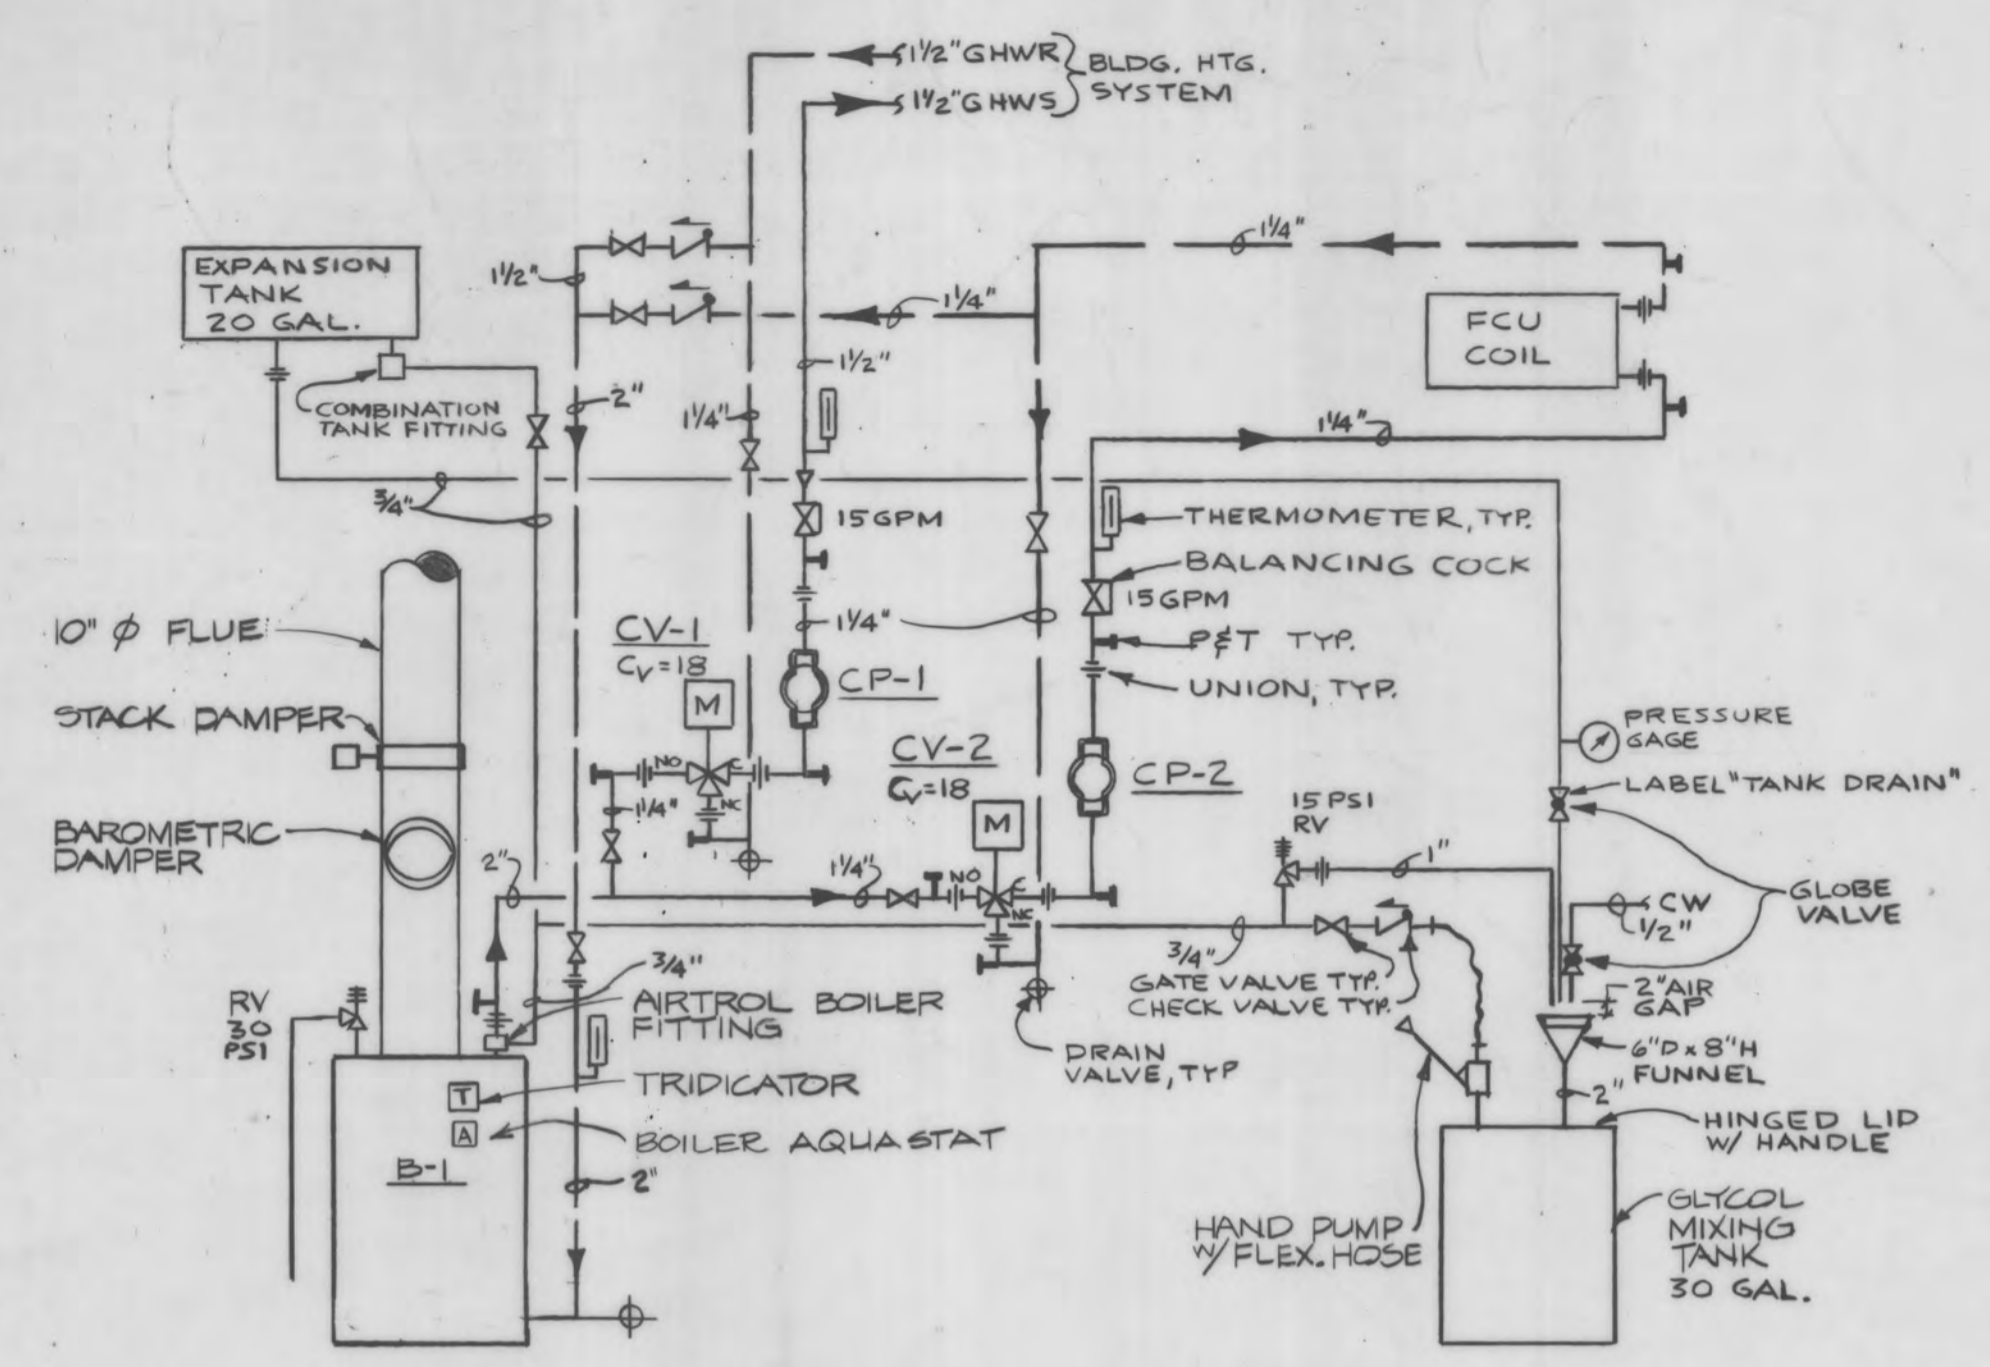 1½" GHWR
1½" GHWS
BLDG. HTG.
SYSTEM
1¼"
EXPANSION
TANK
20 GAL.
1½"
1¼"
FCU
COIL
1½"
COMBINATION
TANK FITTING
2"
1¼"
1¼"
¾"
15 GPM
THERMOMETER, TYP.
BALANCING COCK
15 GPM
10" Ø FLUE
CV-1
Cv=18
1¼"
P&T TYP.
M
CP-1
UNION, TYP.
STACK DAMPER
NO
C
NC
CV-2
Cv=18
CP-2
PRESSURE
GAGE
LABEL "TANK DRAIN"
1¼"
M
15 PSI
RV
BAROMETRIC
DAMPER
2"
1¼"
NO
C
NC
1"
GLOBE
VALVE
CW
1/2"
¾"
¾"
GATE VALVE TYP.
CHECK VALVE TYP.
2" AIR
GAP
RV
30
PSI
AIRTROL BOILER
FITTING
DRAIN
VALVE, TYP
6"D x 8"H
FUNNEL
2"
T
TRIDICATOR
A
BOILER AQUASTAT
HINGED LID
W/ HANDLE
B-1
2"
HAND PUMP
W/FLEX. HOSE
GLYCOL
MIXING
TANK
30 GAL.